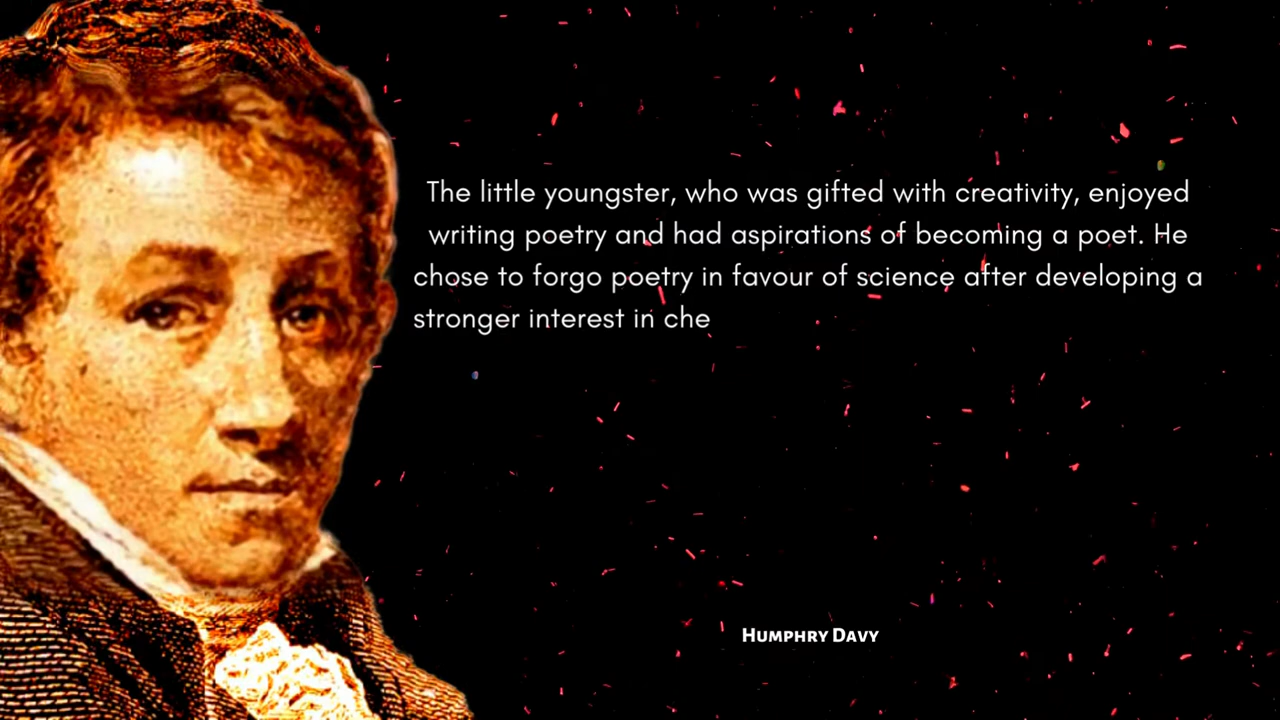 The little youngster, who was gifted with creativity, enjoyed
writing poetry and had aspirations of becoming a poet. He
chose to forgo poetry in favour of science after developing a
stronger interest in che
Humphry Davy